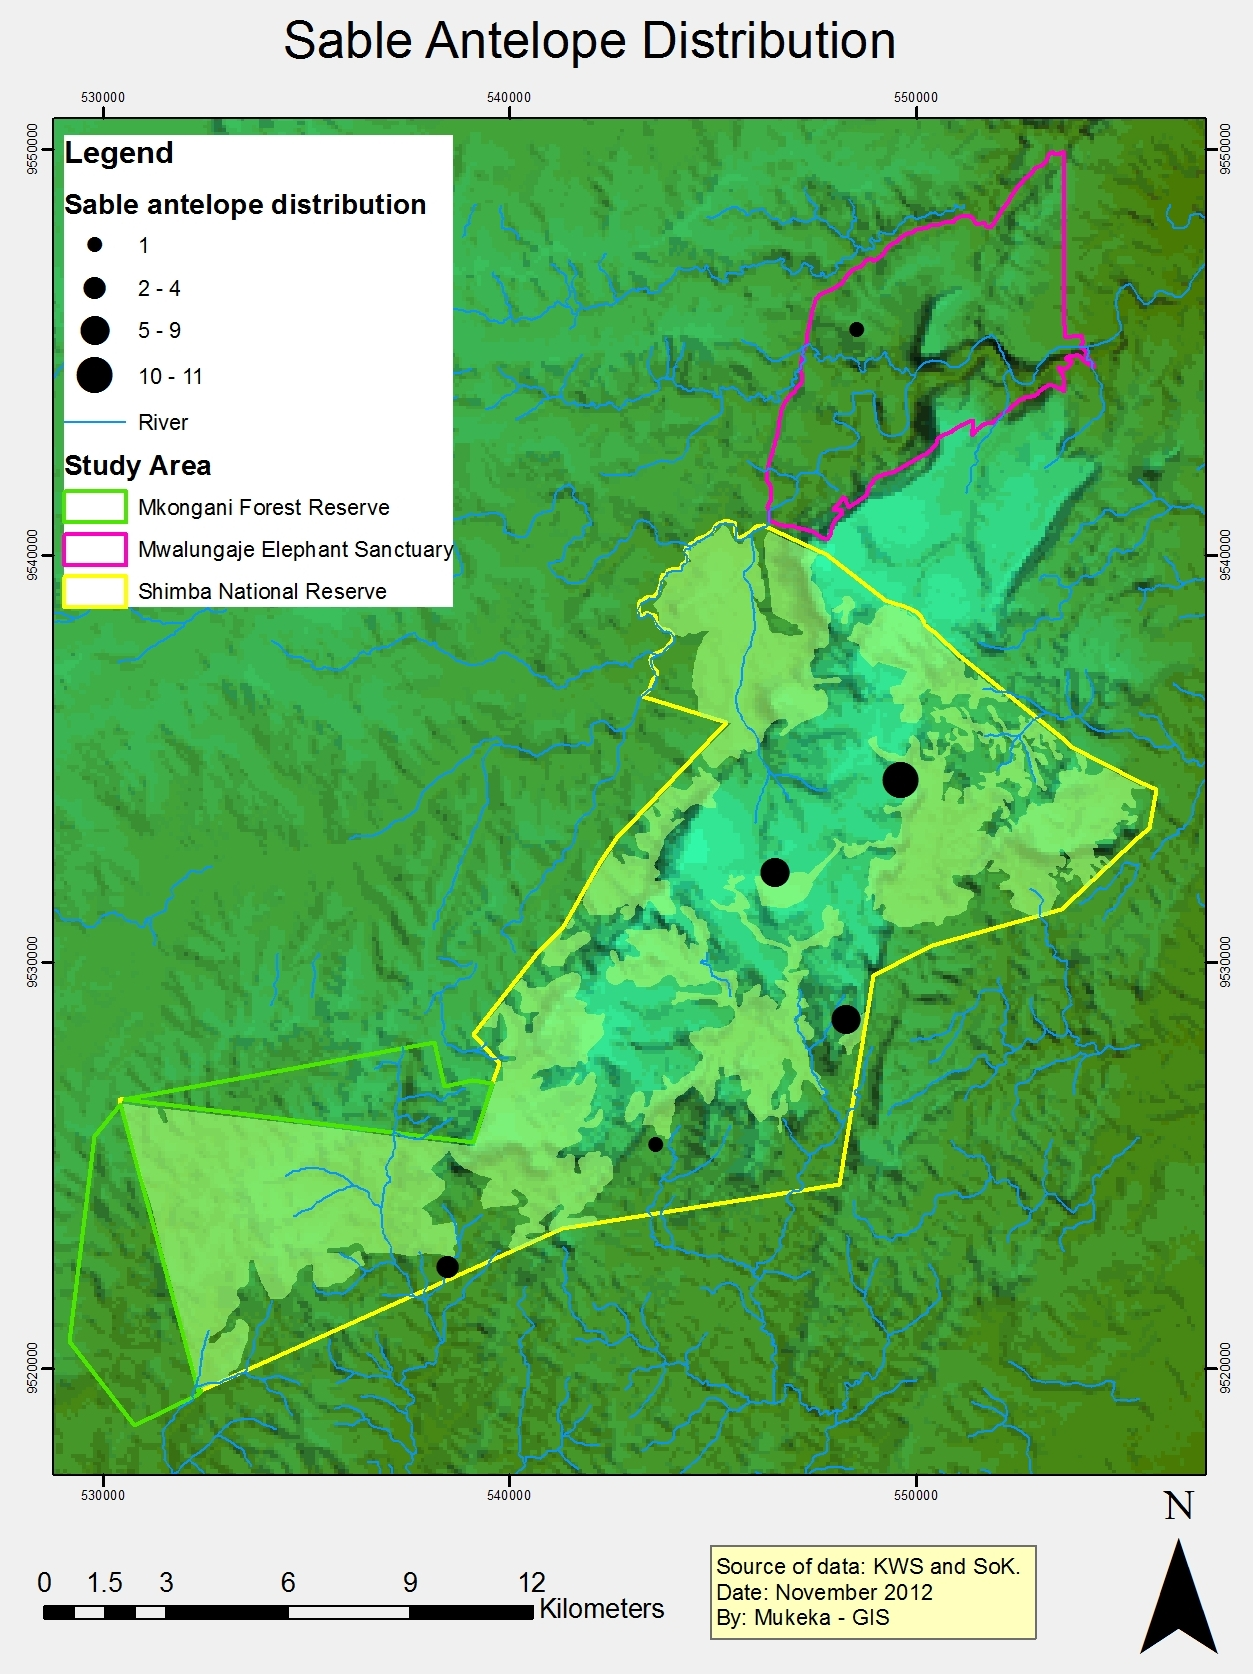 Sable Antelope Distribution
530000 540000 550000
9550000 9550000
Legend
Sable antelope distribution
1
2 - 4
5 - 9
10 - 11
River
Study Area
Mkongani Forest Reserve
Mwalungaje Elephant Sanctuary
Shimba National Reserve
9540000 9540000
9530000 9530000
9520000 9520000
530000 540000 550000
N
0 1.5 3 6 9 12
Kilometers
Source of data: KWS and SoK.
Date: November 2012
By: Mukeka - GIS